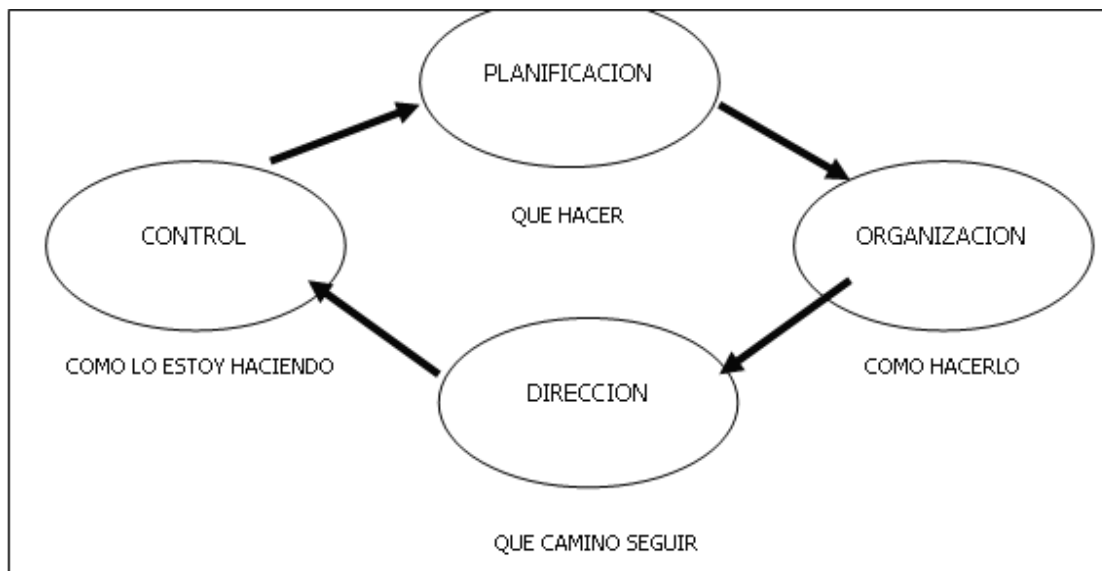 PLANIFICACION
QUE HACER
CONTROL
ORGANIZACION
COMO LO ESTOY HACIENDO
COMO HACERLO
DIRECCION
QUE CAMINO SEGUIR